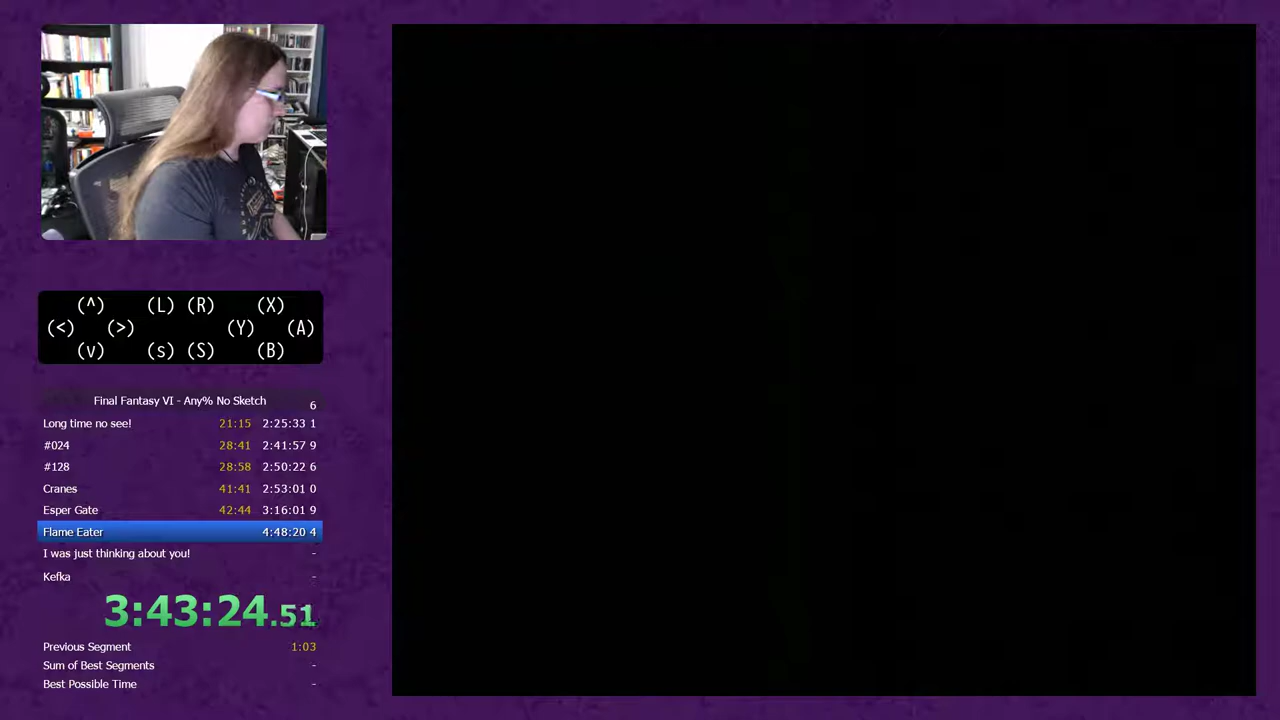 (^) (L) (R) (X)
(<) (>) (Y) (A)
(v) (s) (S) (B)
Final Fantasy VI - Any% No Sketch 6
Long time no see! 21:15 2:25:33 1
#024 28:41 2:41:57 9
#128 28:58 2:50:22 6
Cranes 41:41 2:53:01 0
Esper Gate 42:44 3:16:01 9
Flame Eater 4:48:20 4
I was just thinking about you! -
Kefka -
3:43:24.51
Previous Segment 1:03
Sum of Best Segments -
Best Possible Time -